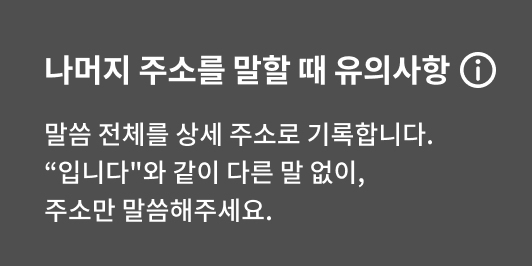 나머지 주소를 말할 때 유의사항 ⓘ
말씀 전체를 상세 주소로 기록합니다.
“입니다"와 같이 다른 말 없이,
주소만 말씀해주세요.